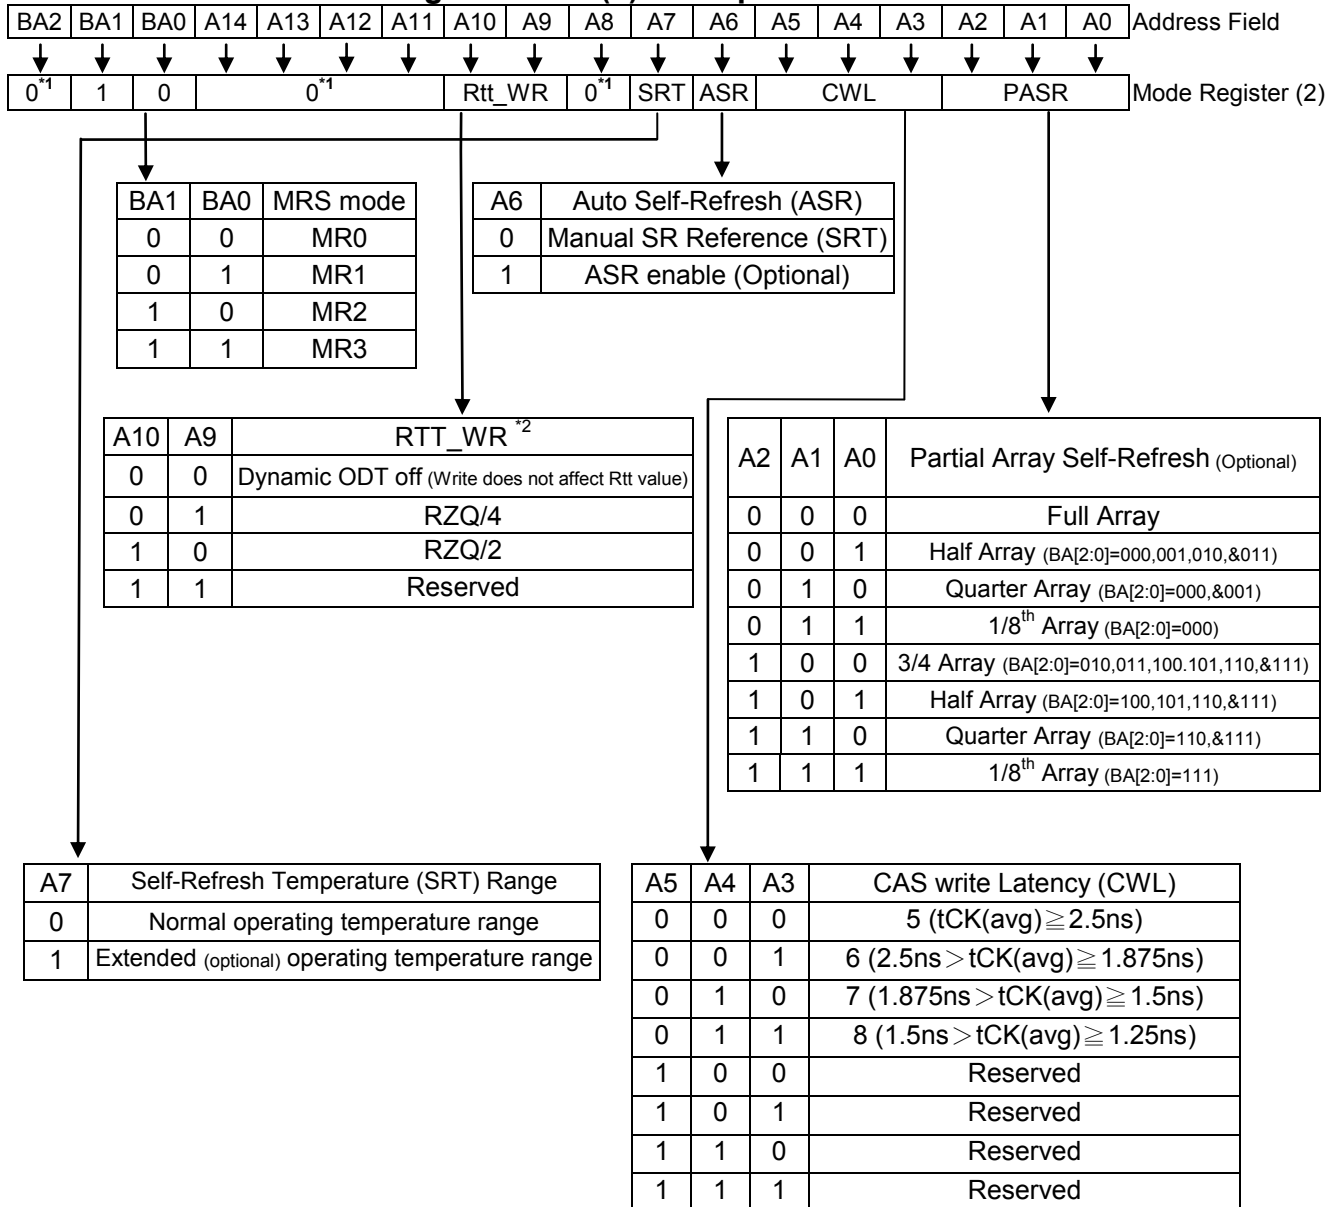 BA2 BA1 BA0 A14 A13 A12 A11 A10 A9 A8 A7 A6 A5 A4 A3 A2 A1 A0 Address Field
0*1 1 0 0*1 Rtt_WR 0*1 SRT ASR CWL PASR Mode Register (2)
BA1 BA0 MRS mode
0 0 MR0
0 1 MR1
1 0 MR2
1 1 MR3
A6 Auto Self-Refresh (ASR)
0 Manual SR Reference (SRT)
1 ASR enable (Optional)
A10 A9 RTT_WR *2
0 0 Dynamic ODT off (Write does not affect Rtt value)
0 1 RZQ/4
1 0 RZQ/2
1 1 Reserved
A2 A1 A0 Partial Array Self-Refresh (Optional)
0 0 0 Full Array
0 0 1 Half Array (BA[2:0]=000,001,010,&011)
0 1 0 Quarter Array (BA[2:0]=000,&001)
0 1 1 1/8th Array (BA[2:0]=000)
1 0 0 3/4 Array (BA[2:0]=010,011,100.101,110,&111)
1 0 1 Half Array (BA[2:0]=100,101,110,&111)
1 1 0 Quarter Array (BA[2:0]=110,&111)
1 1 1 1/8th Array (BA[2:0]=111)
A7 Self-Refresh Temperature (SRT) Range
0 Normal operating temperature range
1 Extended (optional) operating temperature range
A5 A4 A3 CAS write Latency (CWL)
0 0 0 5 (tCK(avg)≧2.5ns)
0 0 1 6 (2.5ns＞tCK(avg)≧1.875ns)
0 1 0 7 (1.875ns＞tCK(avg)≧1.5ns)
0 1 1 8 (1.5ns＞tCK(avg)≧1.25ns)
1 0 0 Reserved
1 0 1 Reserved
1 1 0 Reserved
1 1 1 Reserved